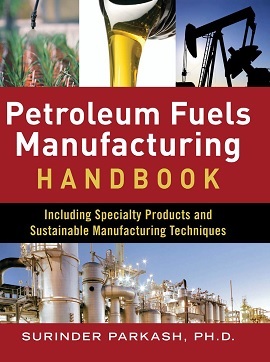 Petroleum Fuels
Manufacturing
HANDBOOK
Including Specialty Products and
Sustainable Manufacturing Techniques
SURINDER PARKASH, PH.D.